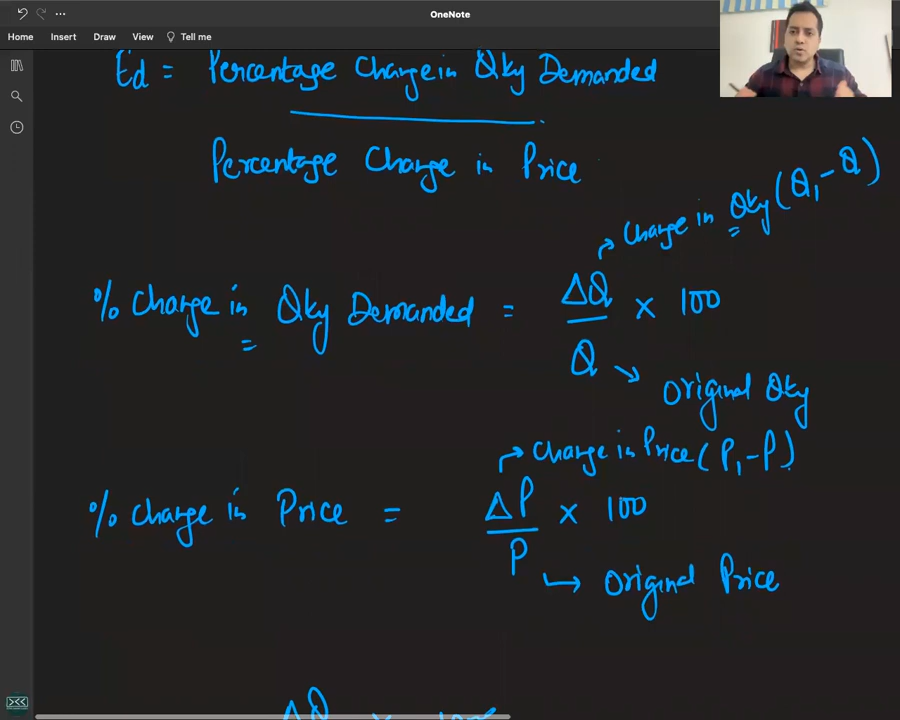 OneNote
Home Insert Draw View Tell me
Ed = Percentage Change in Qty Demanded
Percentage Change in Price
Change in Qty (Q1 - Q)
% Change in Qty Demanded = ΔQ × 100
Q
Original Qty
Change in Price (P1 - P)
% Change in Price = ΔP × 100
P
Original Price
ΔQ